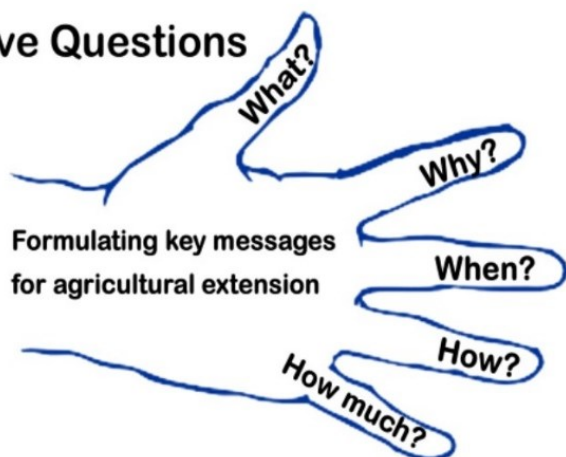 ve Questions
What?
Why?
Formulating key messages
for agricultural extension
When?
How?
How much?